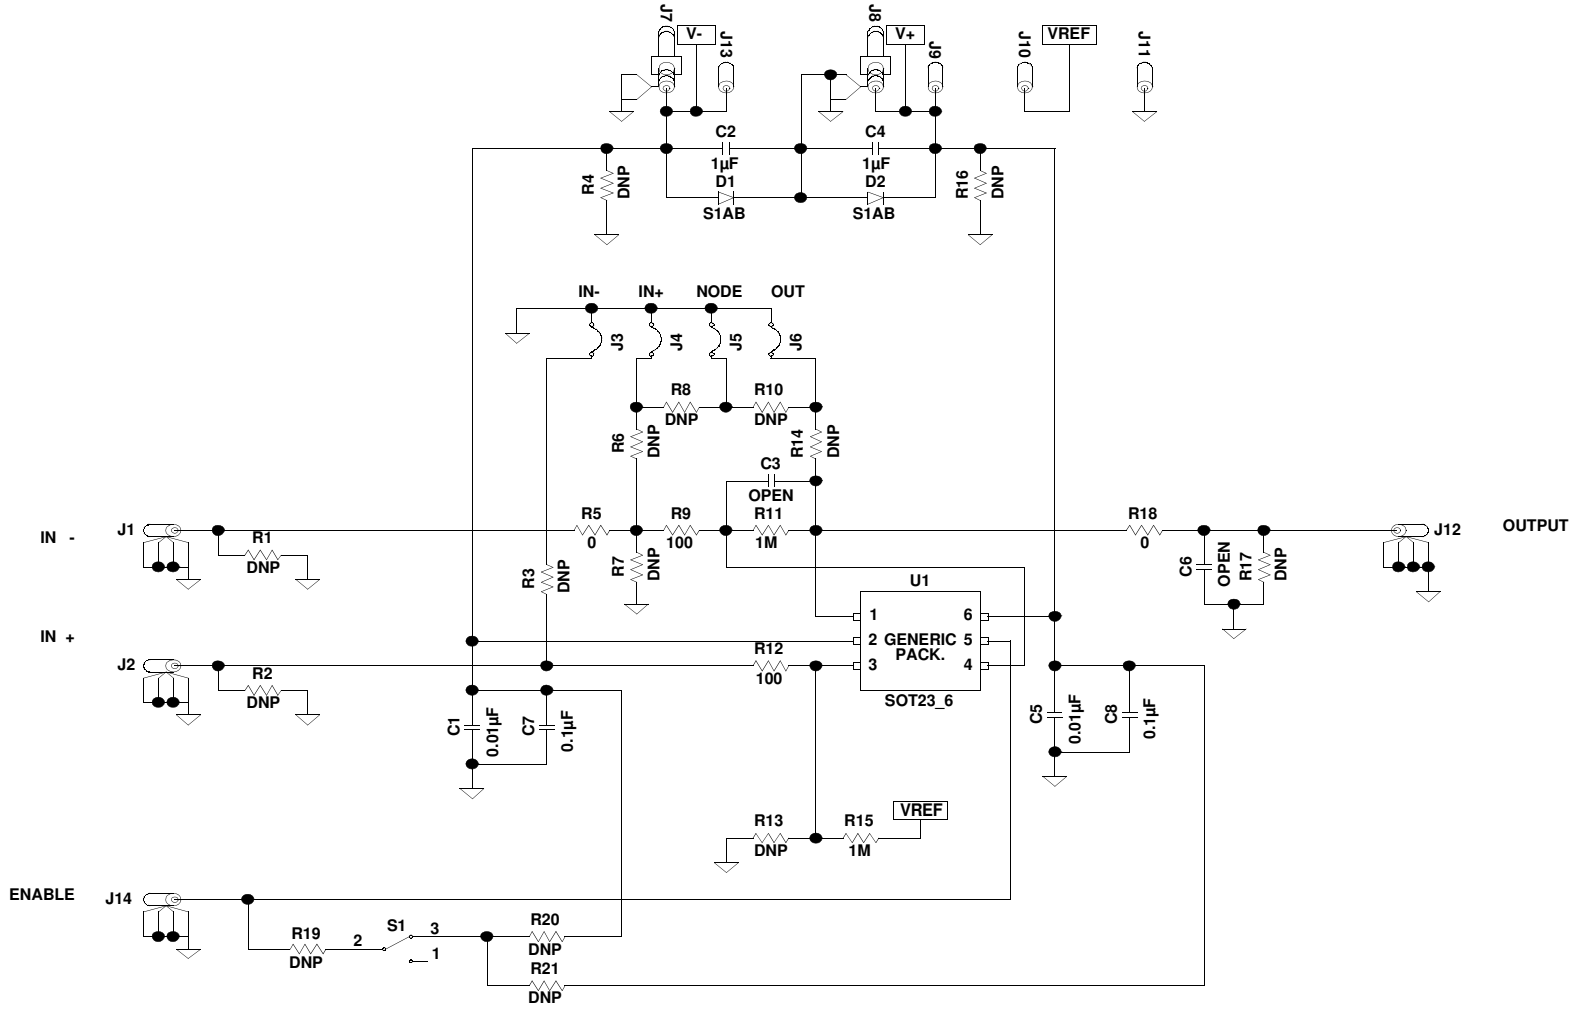 J7
V-
J13
J8
V+
J9
J10
VREF
J11
C2
1µF
D1
S1AB
C4
1µF
D2
S1AB
R4
DNP
R16
DNP
IN-
IN+
NODE
OUT
J3
J4
J5
J6
R8
DNP
R10
DNP
R6
DNP
R14
DNP
C3
OPEN
IN -
J1
R1
DNP
R5
0
R9
100
R11
1M
R18
0
J12
OUTPUT
R3
DNP
R7
DNP
C6
OPEN
R17
DNP
U1
1
2
3
GENERIC
PACK.
6
5
4
SOT23_6
IN +
J2
R2
DNP
R12
100
C1
0.01µF
C7
0.1µF
C5
0.01µF
C8
0.1µF
VREF
R13
DNP
R15
1M
ENABLE
J14
R19
DNP
2
S1
3
1
R20
DNP
R21
DNP